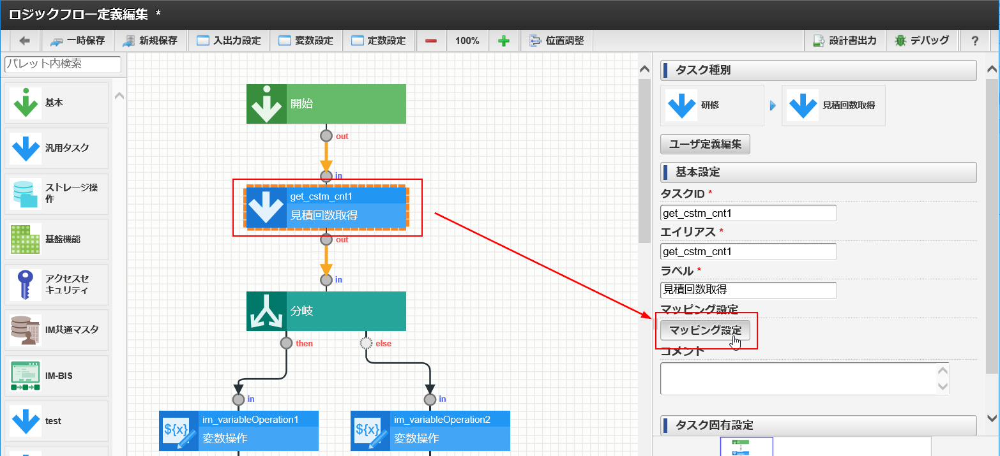 ロジックフロー定義編集 *
一時保存
新規保存
入出力設定
変数設定
定数設定
100%
位置調整
設計書出力
デバッグ
?
パレット内検索
基本
汎用タスク
ストレージ操
作
基盤機能
アクセスセ
キュリティ
IM共通マスタ
IM-BIS
test
開始
out
in
get_cstm_cnt1
見積回数取得
out
in
分岐
then
else
in
in
${x}
im_variableOperation1
変数操作
${x}
im_variableOperation2
変数操作
タスク種別
研修
見積回数取得
ユーザ定義編集
基本設定
タスクID *
get_cstm_cnt1
エイリアス *
get_cstm_cnt1
ラベル *
見積回数取得
マッピング設定
マッピング設定
コメント
タスク固有設定